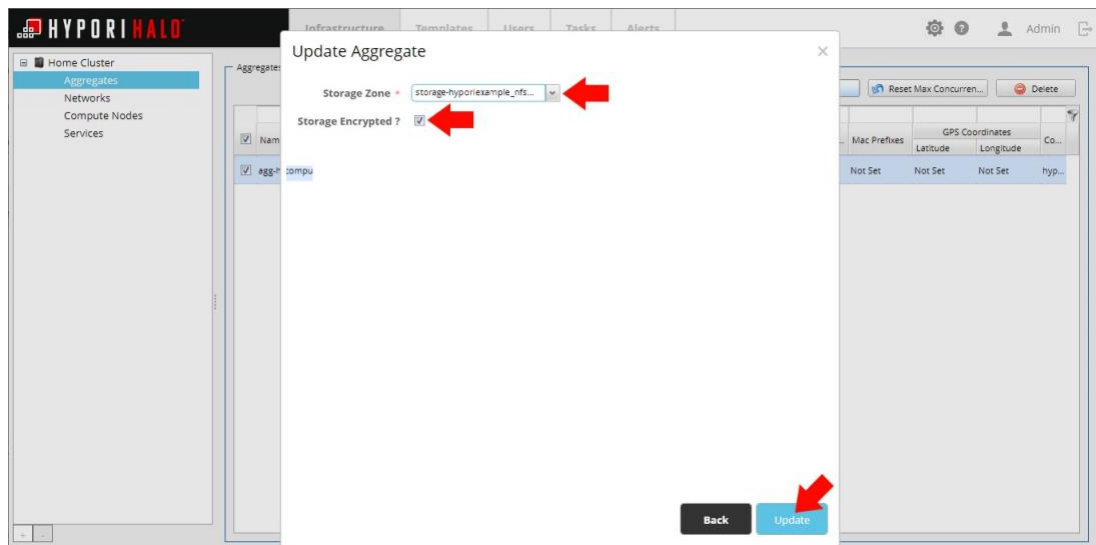 HYPORI HALO
Infrastructure Templates Users Tasks Alerts
Admin
Home Cluster
Aggregates
Networks
Compute Nodes
Services
Update Aggregate
Storage Zone *
storage-hyporiexample_nfs...
Storage Encrypted ?
Reset Max Concurren... Delete
Mac Prefixes GPS Coordinates Co...
Latitude Longitude
agg-h compu Not Set Not Set Not Set hyp...
Back Update